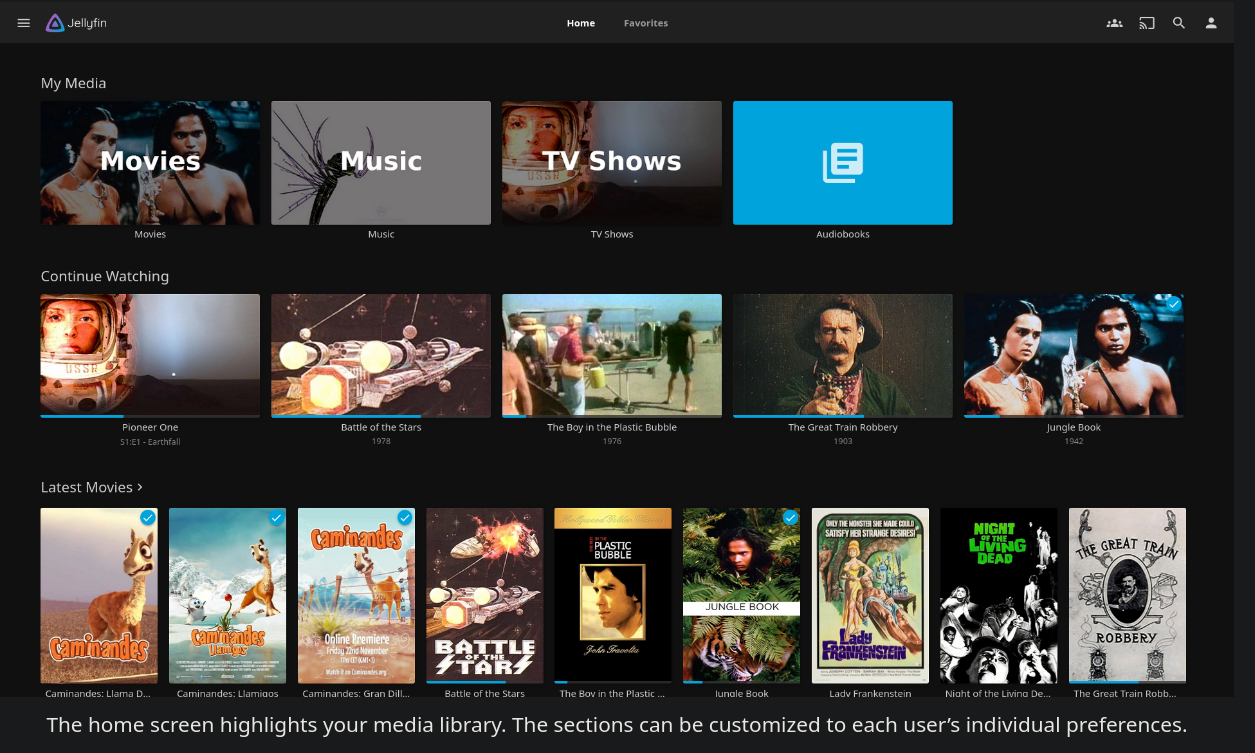 Jellyfin
Home
Favorites
My Media
Movies
Music
TV Shows
Movies
Music
TV Shows
Audiobooks
Continue Watching
USSR
Pioneer One
Battle of the Stars
The Boy in the Plastic Bubble
The Great Train Robbery
Jungle Book
S1:E1 - Earthfall
1978
1976
1903
1942
Latest Movies
Caminandes
Caminandes
Llamigos
Caminandes
Online Premiere
Friday 22nd November
BATTLE
OF THE
STARS
IN THE
PLASTIC
BUBBLE
John Travolta
JUNGLE BOOK
ONLY THE MONSTER SHE MADE COULD
SATISFY HER STRANGE DESIRES!
Lady
FRANKENSTEIN
NIGHT
OF THE
LIVING
DEAD
THE GREAT TRAIN
ROBBERY
Caminandes: Llama D...
Caminandes: Llamigos
Caminandes: Gran Dill...
Battle of the Stars
The Boy in the Plastic ...
Jungle Book
Lady Frankenstein
Night of the Living De...
The Great Train Robb...
The home screen highlights your media library. The sections can be customized to each user’s individual preferences.